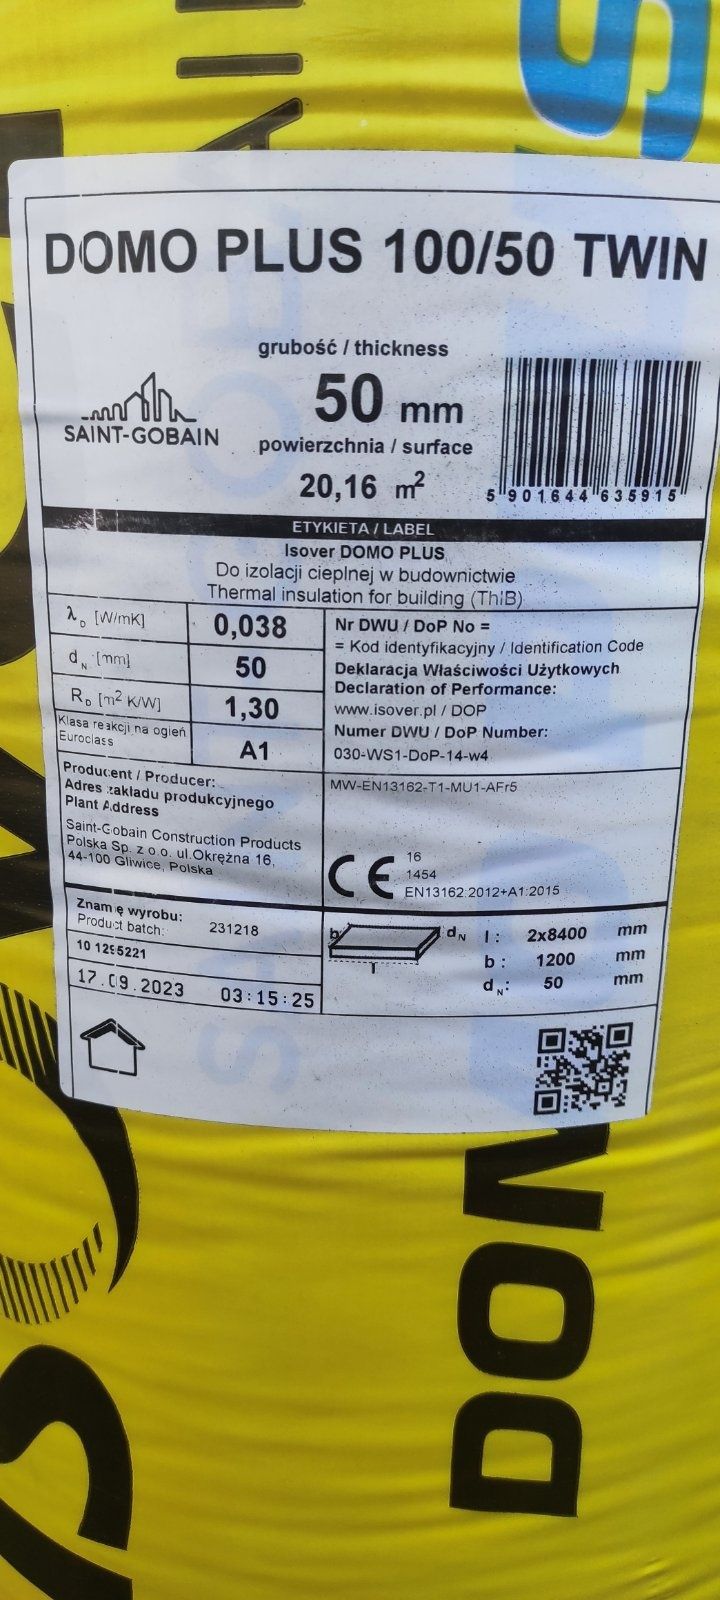 DOMO PLUS 100/50 TWIN
grubość / thickness
50 mm
SAINT-GOBAIN
powierzchnia / surface
20,16 m²
5 901644 635915
ETYKIETA / LABEL
Isover DOMO PLUS
Do izolacji cieplnej w budownictwie
Thermal insulation for building (ThIB)
λD [W/mK] 0,038
dN [mm] 50
RD [m² K/W] 1,30
Klasa reakcji na ogień
Euroclass A1
Nr DWU / DoP No =
= Kod identyfikacyjny / Identification Code
Deklaracja Właściwości Użytkowych
Declaration of Performance:
www.isover.pl / DOP
Numer DWU / DoP Number:
030-WS1-DoP-14-w4
Producent / Producer:
Adres zakładu produkcyjnego
Plant Address
Saint-Gobain Construction Products
Polska Sp. z o o. ul.Okrężna 16,
44-100 Gliwice, Polska
MW-EN13162-T1-MU1-AFr5
CE 16
1454
EN13162:2012+A1:2015
Znamię wyrobu:
Product batch: 231218
10 1295221
17.09.2023 03:15:25
b dN l
l : 2x8400 mm
b : 1200 mm
dN: 50 mm
DOM